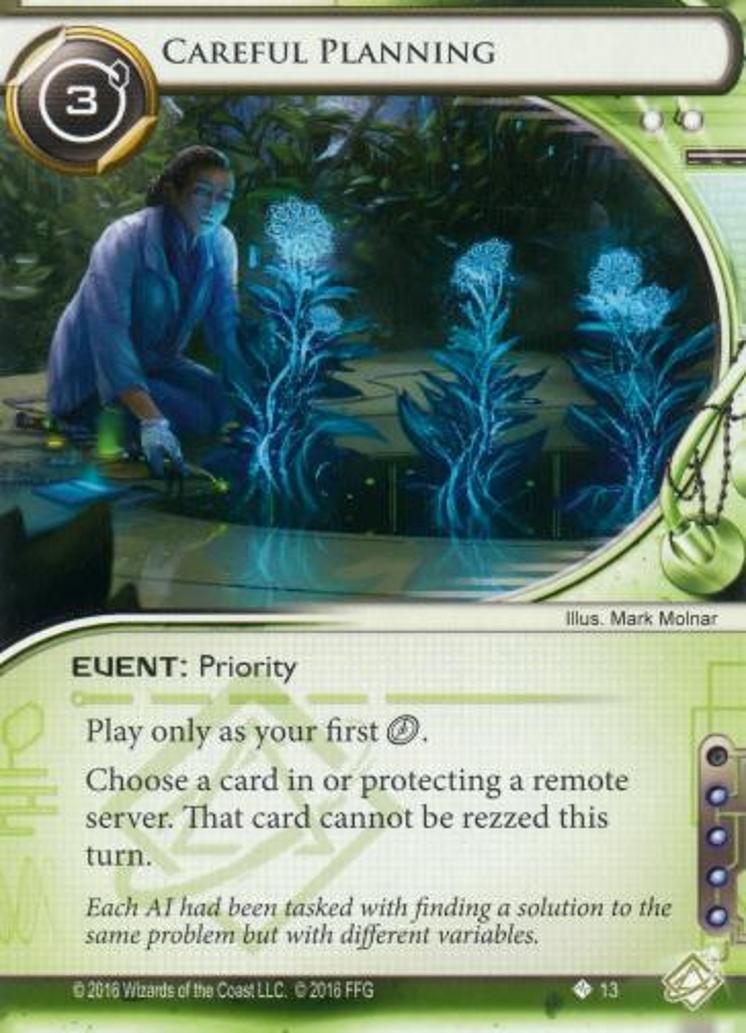 3
CAREFUL PLANNING
Illus. Mark Molnar
EVENT: Priority
Play only as your first .
Choose a card in or protecting a remote
server. That card cannot be rezzed this
turn.
Each AI had been tasked with finding a solution to the
same problem but with different variables.
© 2016 Wizards of the Coast LLC. © 2016 FFG
13